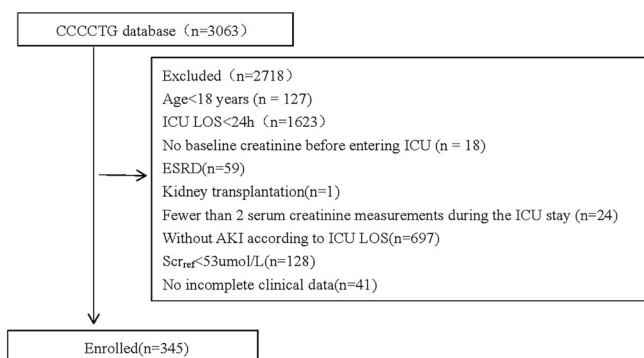 CCCCTG database（n=3063）
Excluded（n=2718）
Age<18 years (n = 127)
ICU LOS<24h（n=1623）
No baseline creatinine before entering ICU (n = 18)
ESRD(n=59)
Kidney transplantation(n=1)
Fewer than 2 serum creatinine measurements during the ICU stay (n=24)
Without AKI according to ICU LOS(n=697)
Scrref<53umol/L(n=128)
No incomplete clinical data(n=41)
Enrolled(n=345)